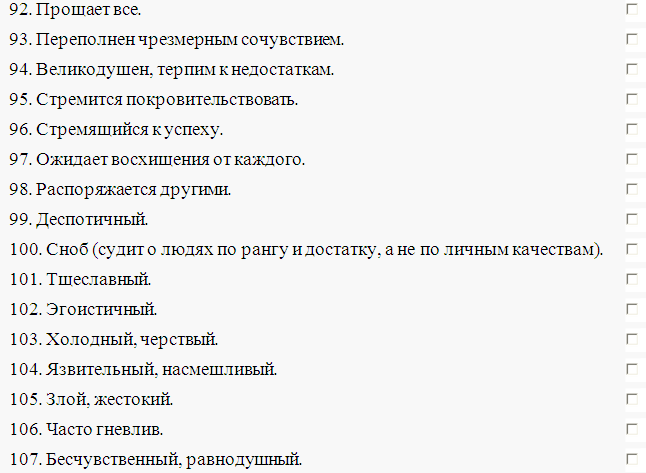 92. Прощает все.
93. Переполнен чрезмерным сочувствием.
94. Великодушен, терпим к недостаткам.
95. Стремится покровительствовать.
96. Стремящийся к успеху.
97. Ожидает восхищения от каждого.
98. Распоряжается другими.
99. Деспотичный.
100. Сноб (судит о людях по рангу и достатку, а не по личным качествам).
101. Тщеславный.
102. Эгоистичный.
103. Холодный, черствый.
104. Язвительный, насмешливый.
105. Злой, жестокий.
106. Часто гневлив.
107. Бесчувственный, равнодушный.